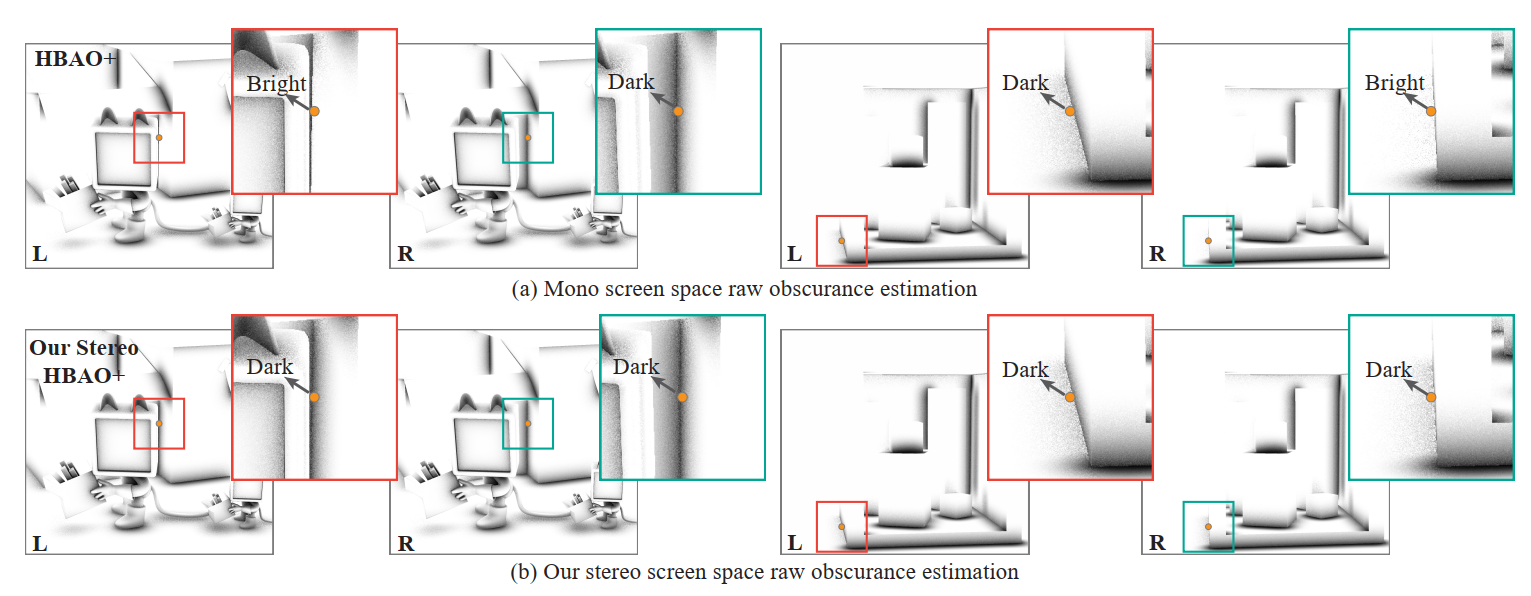 HBAO+
Bright
Dark
Dark
Bright
L
R
L
R
(a) Mono screen space raw obscurance estimation
Our Stereo
HBAO+
Dark
Dark
Dark
Dark
L
R
L
R
(b) Our stereo screen space raw obscurance estimation